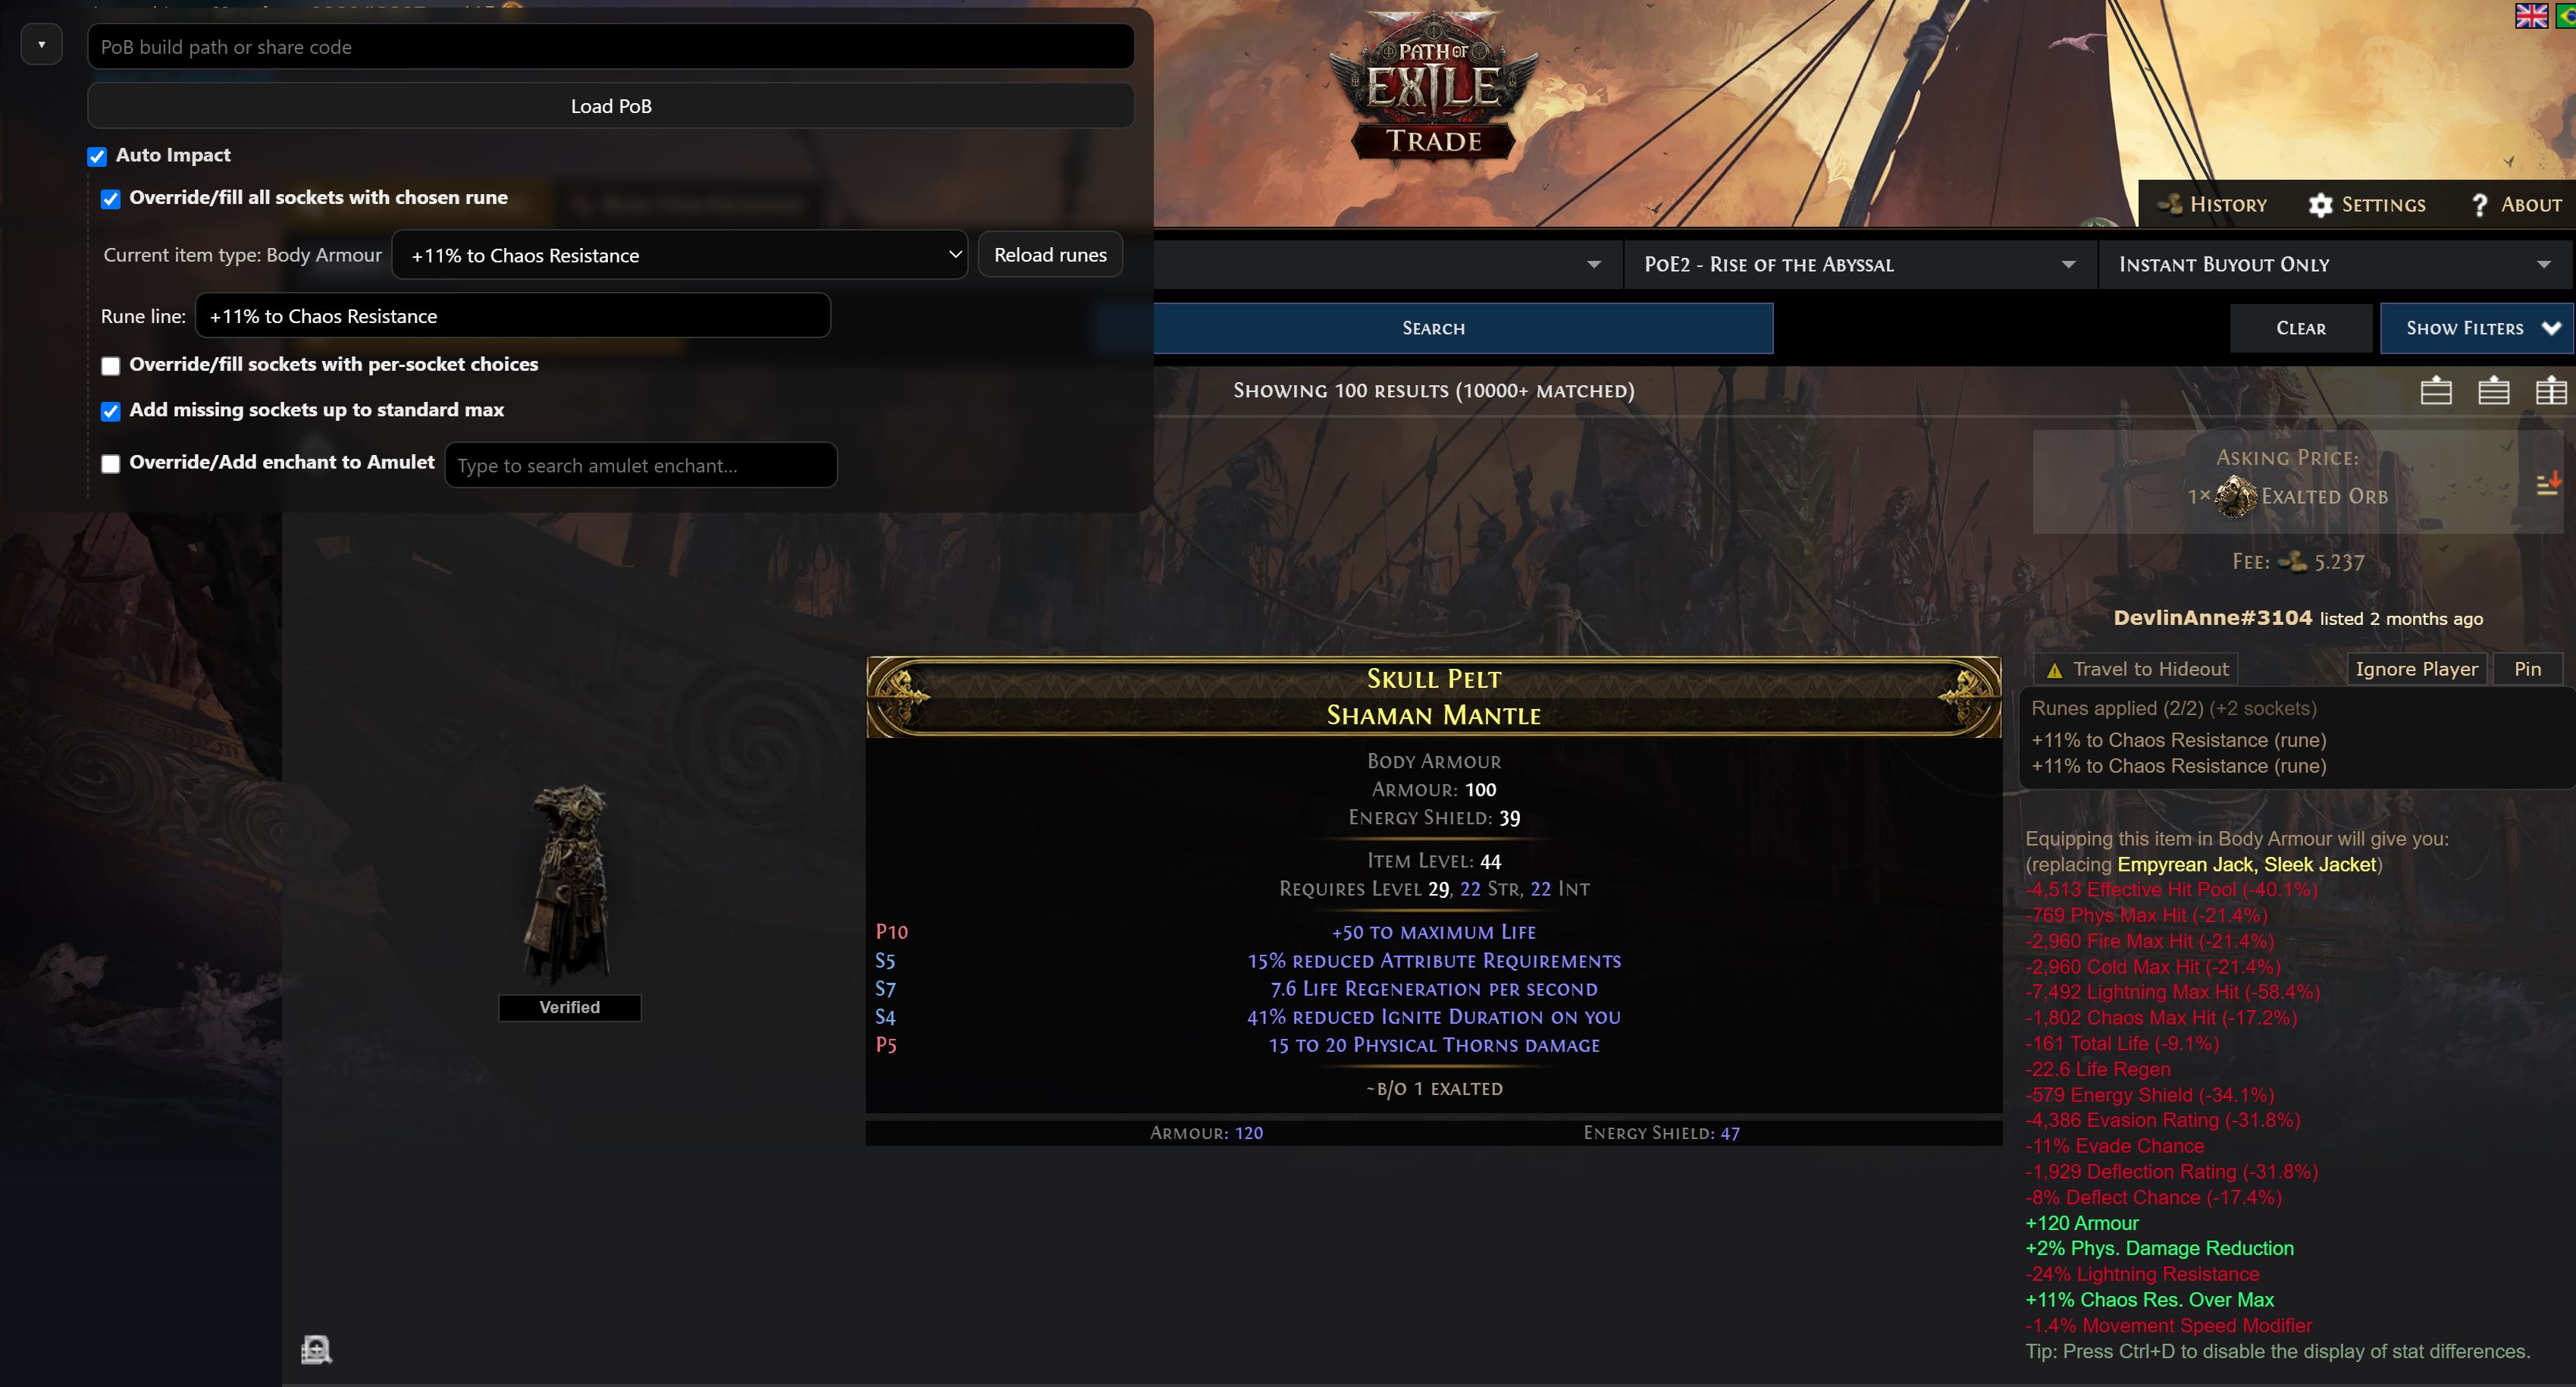 PoB build path or share code
Load PoB
Auto Impact
Override/fill all sockets with chosen rune
Current item type: Body Armour
+11% to Chaos Resistance
Reload runes
Rune line:
+11% to Chaos Resistance
Override/fill sockets with per-socket choices
Add missing sockets up to standard max
Override/Add enchant to Amulet
Type to search amulet enchant...
PATH OF
EXILE
TRADE
History
Settings
About
PoE2 - Rise of the Abyssal
Instant Buyout Only
Search
Clear
Show Filters
Showing 100 results (10000+ matched)
Asking Price:
1× Exalted Orb
Fee: 5.237
DevlinAnne#3104 listed 2 months ago
Travel to Hideout
Ignore Player
Pin
Skull Pelt
Shaman Mantle
Body Armour
Armour: 100
Energy Shield: 39
Item Level: 44
Requires Level 29, 22 Str, 22 Int
P10 +50 to maximum Life
S5 15% reduced Attribute Requirements
S7 7.6 Life Regeneration per second
S4 41% reduced Ignite Duration on you
P5 15 to 20 Physical Thorns damage
~b/o 1 exalted
Armour: 120
Energy Shield: 47
Verified
Runes applied (2/2) (+2 sockets)
+11% to Chaos Resistance (rune)
+11% to Chaos Resistance (rune)
Equipping this item in Body Armour will give you:
(replacing Empyrean Jack, Sleek Jacket)
-4,513 Effective Hit Pool (-40.1%)
-769 Phys Max Hit (-21.4%)
-2,960 Fire Max Hit (-21.4%)
-2,960 Cold Max Hit (-21.4%)
-7,492 Lightning Max Hit (-58.4%)
-1,802 Chaos Max Hit (-17.2%)
-161 Total Life (-9.1%)
-22.6 Life Regen
-579 Energy Shield (-34.1%)
-4,386 Evasion Rating (-31.8%)
-11% Evade Chance
-1,929 Deflection Rating (-31.8%)
-8% Deflect Chance (-17.4%)
+120 Armour
+2% Phys. Damage Reduction
-24% Lightning Resistance
+11% Chaos Res. Over Max
-1.4% Movement Speed Modifier
Tip: Press Ctrl+D to disable the display of stat differences.